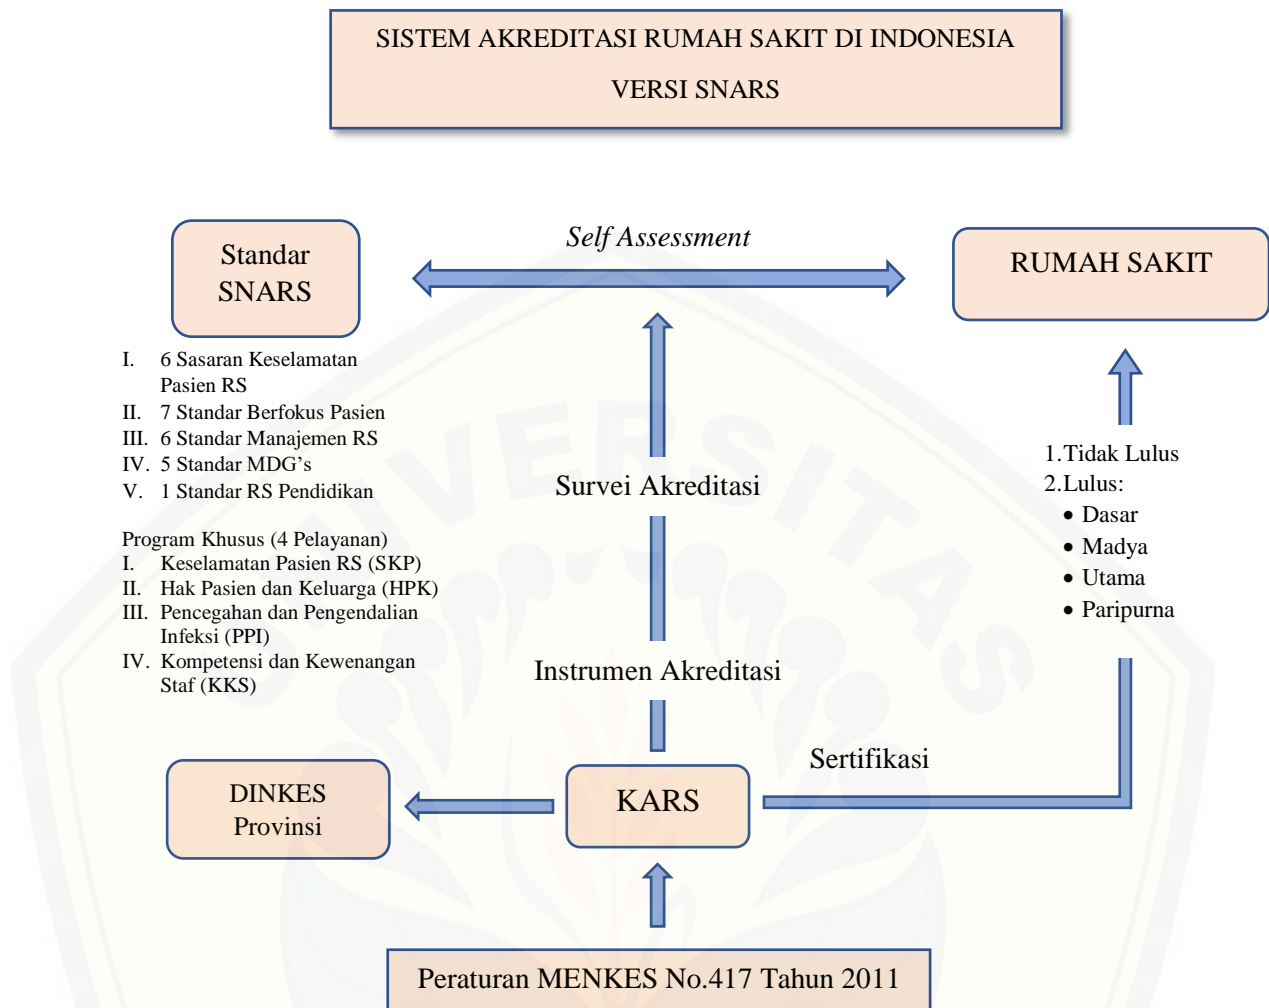 SISTEM AKREDITASI RUMAH SAKIT DI INDONESIA
VERSI SNARS
Standar
SNARS
Self Assessment
RUMAH SAKIT
I. 6 Sasaran Keselamatan
Pasien RS
II. 7 Standar Berfokus Pasien
III. 6 Standar Manajemen RS
IV. 5 Standar MDG’s
V. 1 Standar RS Pendidikan
Program Khusus (4 Pelayanan)
I. Keselamatan Pasien RS (SKP)
II. Hak Pasien dan Keluarga (HPK)
III. Pencegahan dan Pengendalian
Infeksi (PPI)
IV. Kompetensi dan Kewenangan
Staf (KKS)
Survei Akreditasi
Instrumen Akreditasi
1.Tidak Lulus
2.Lulus:
• Dasar
• Madya
• Utama
• Paripurna
DINKES
Provinsi
KARS
Sertifikasi
Peraturan MENKES No.417 Tahun 2011
UNIVERSITAS